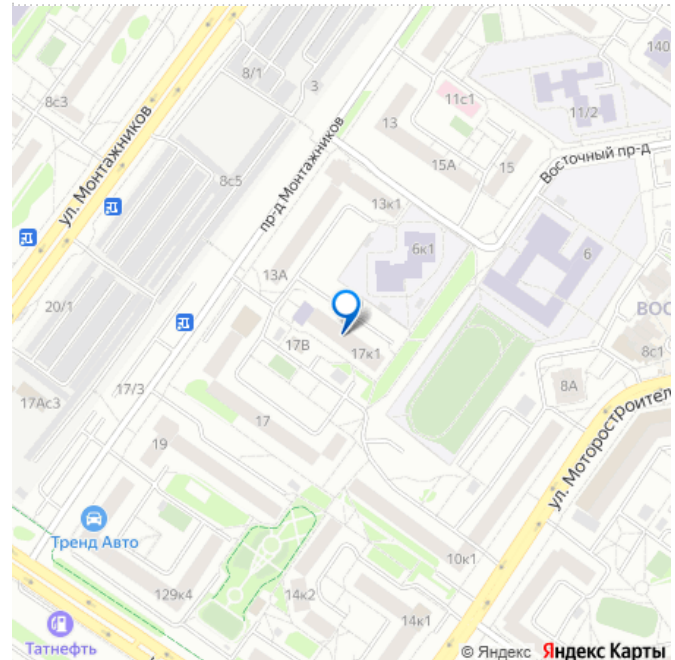 8/1
3
140
11с1
8с3
13
11/2
ул. Монтажников
15А
15
Восточный пр-д
8с5
пр-д Монтажников
13к1
6к1
6
13А
20/1
ВОС
17В
17к1
8с1
17/3
8А
17Ас3
17
ул. Моторостроител
19
Тренд Авто
10к1
129к4
14к2
14к1
Татнефть
© Яндекс Яндекс Карты